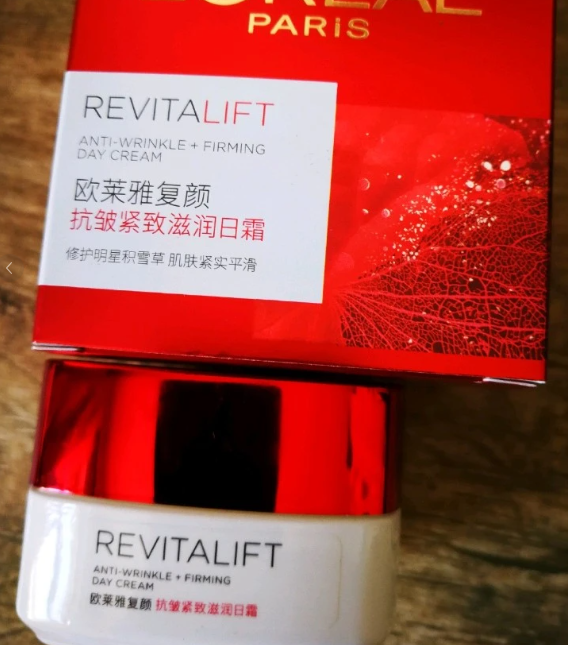 L'ORÉAL
PARIS
REVITALIFT
ANTI-WRINKLE + FIRMING
DAY CREAM
欧莱雅复颜
抗皱紧致滋润日霜
修护明星积雪草 肌肤紧实平滑
REVITALIFT
ANTI-WRINKLE + FIRMING
DAY CREAM
欧莱雅复颜 抗皱紧致滋润日霜